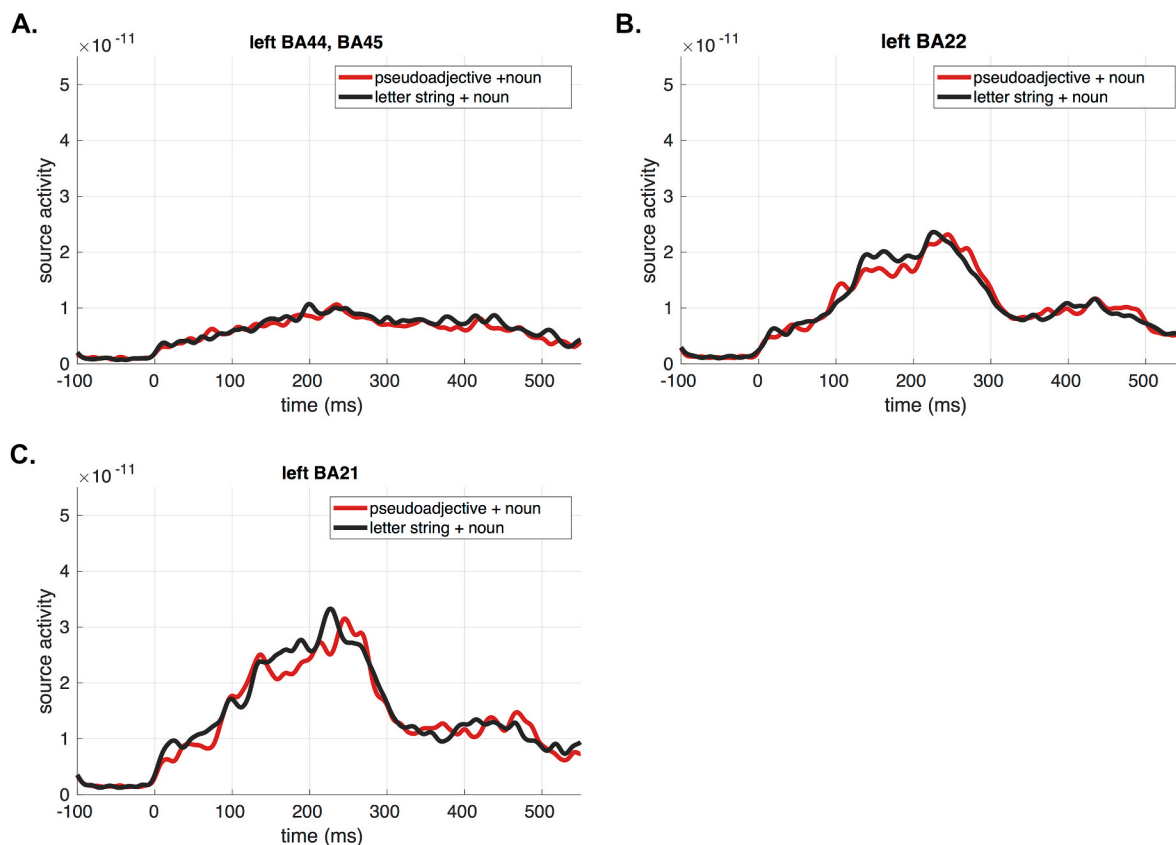 A.
×10⁻¹¹
left BA44, BA45
pseudoadjective +noun
letter string + noun
source activity
5
4
3
2
1
0
-100 0 100 200 300 400 500
time (ms)
B.
×10⁻¹¹
left BA22
pseudoadjective + noun
letter string + noun
source activity
5
4
3
2
1
0
-100 0 100 200 300 400 500
time (ms)
C.
×10⁻¹¹
left BA21
pseudoadjective + noun
letter string + noun
source activity
5
4
3
2
1
0
-100 0 100 200 300 400 500
time (ms)